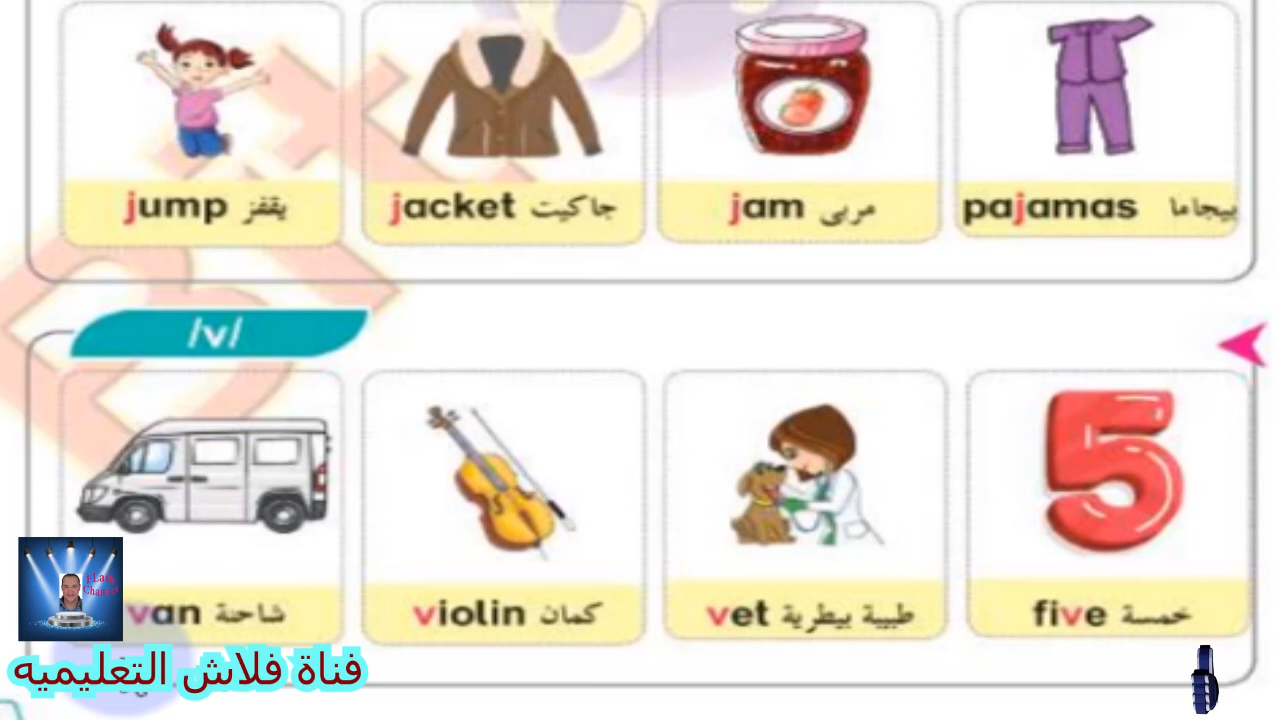 jump يقفز
jacket جاكيت
jam مربى
pajamas بيجاما
/v/
van شاحنة
violin كمان
vet طبيبة بيطرية
five خمسة
قناة فلاش التعليميه